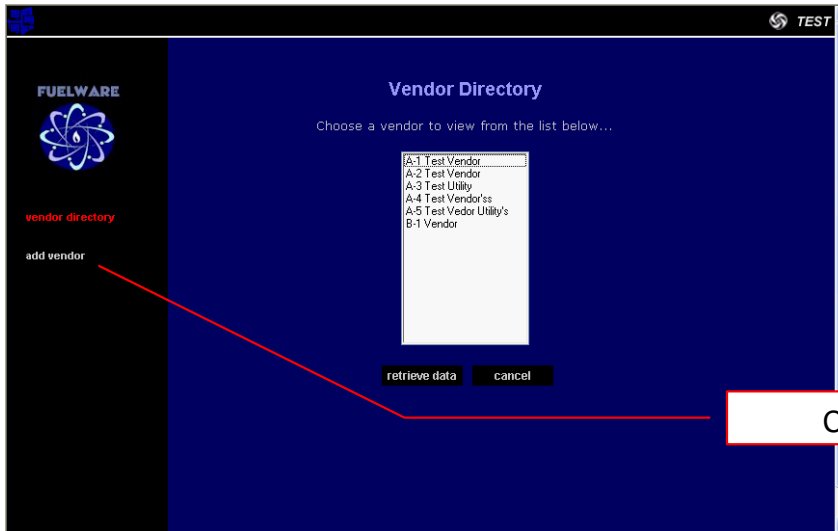 TEST
FUELWARE
Vendor Directory
Choose a vendor to view from the list below...
A-1 Test Vendor
A-2 Test Vendor
A-3 Test Utility
A-4 Test Vendor'ss
A-5 Test Vedor Utility's
B-1 Vendor
vendor directory
add vendor
retrieve data
cancel